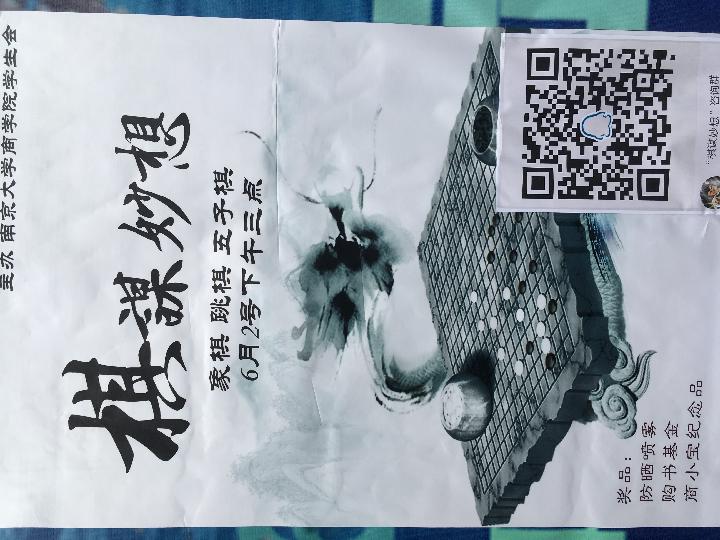 主办 南京大学商学院学生会
棋谋妙想
象棋 跳棋 五子棋
6月2号下午三点
“棋谋妙想”咨询群
奖品：
防晒喷雾
购书基金
商小宝纪念品